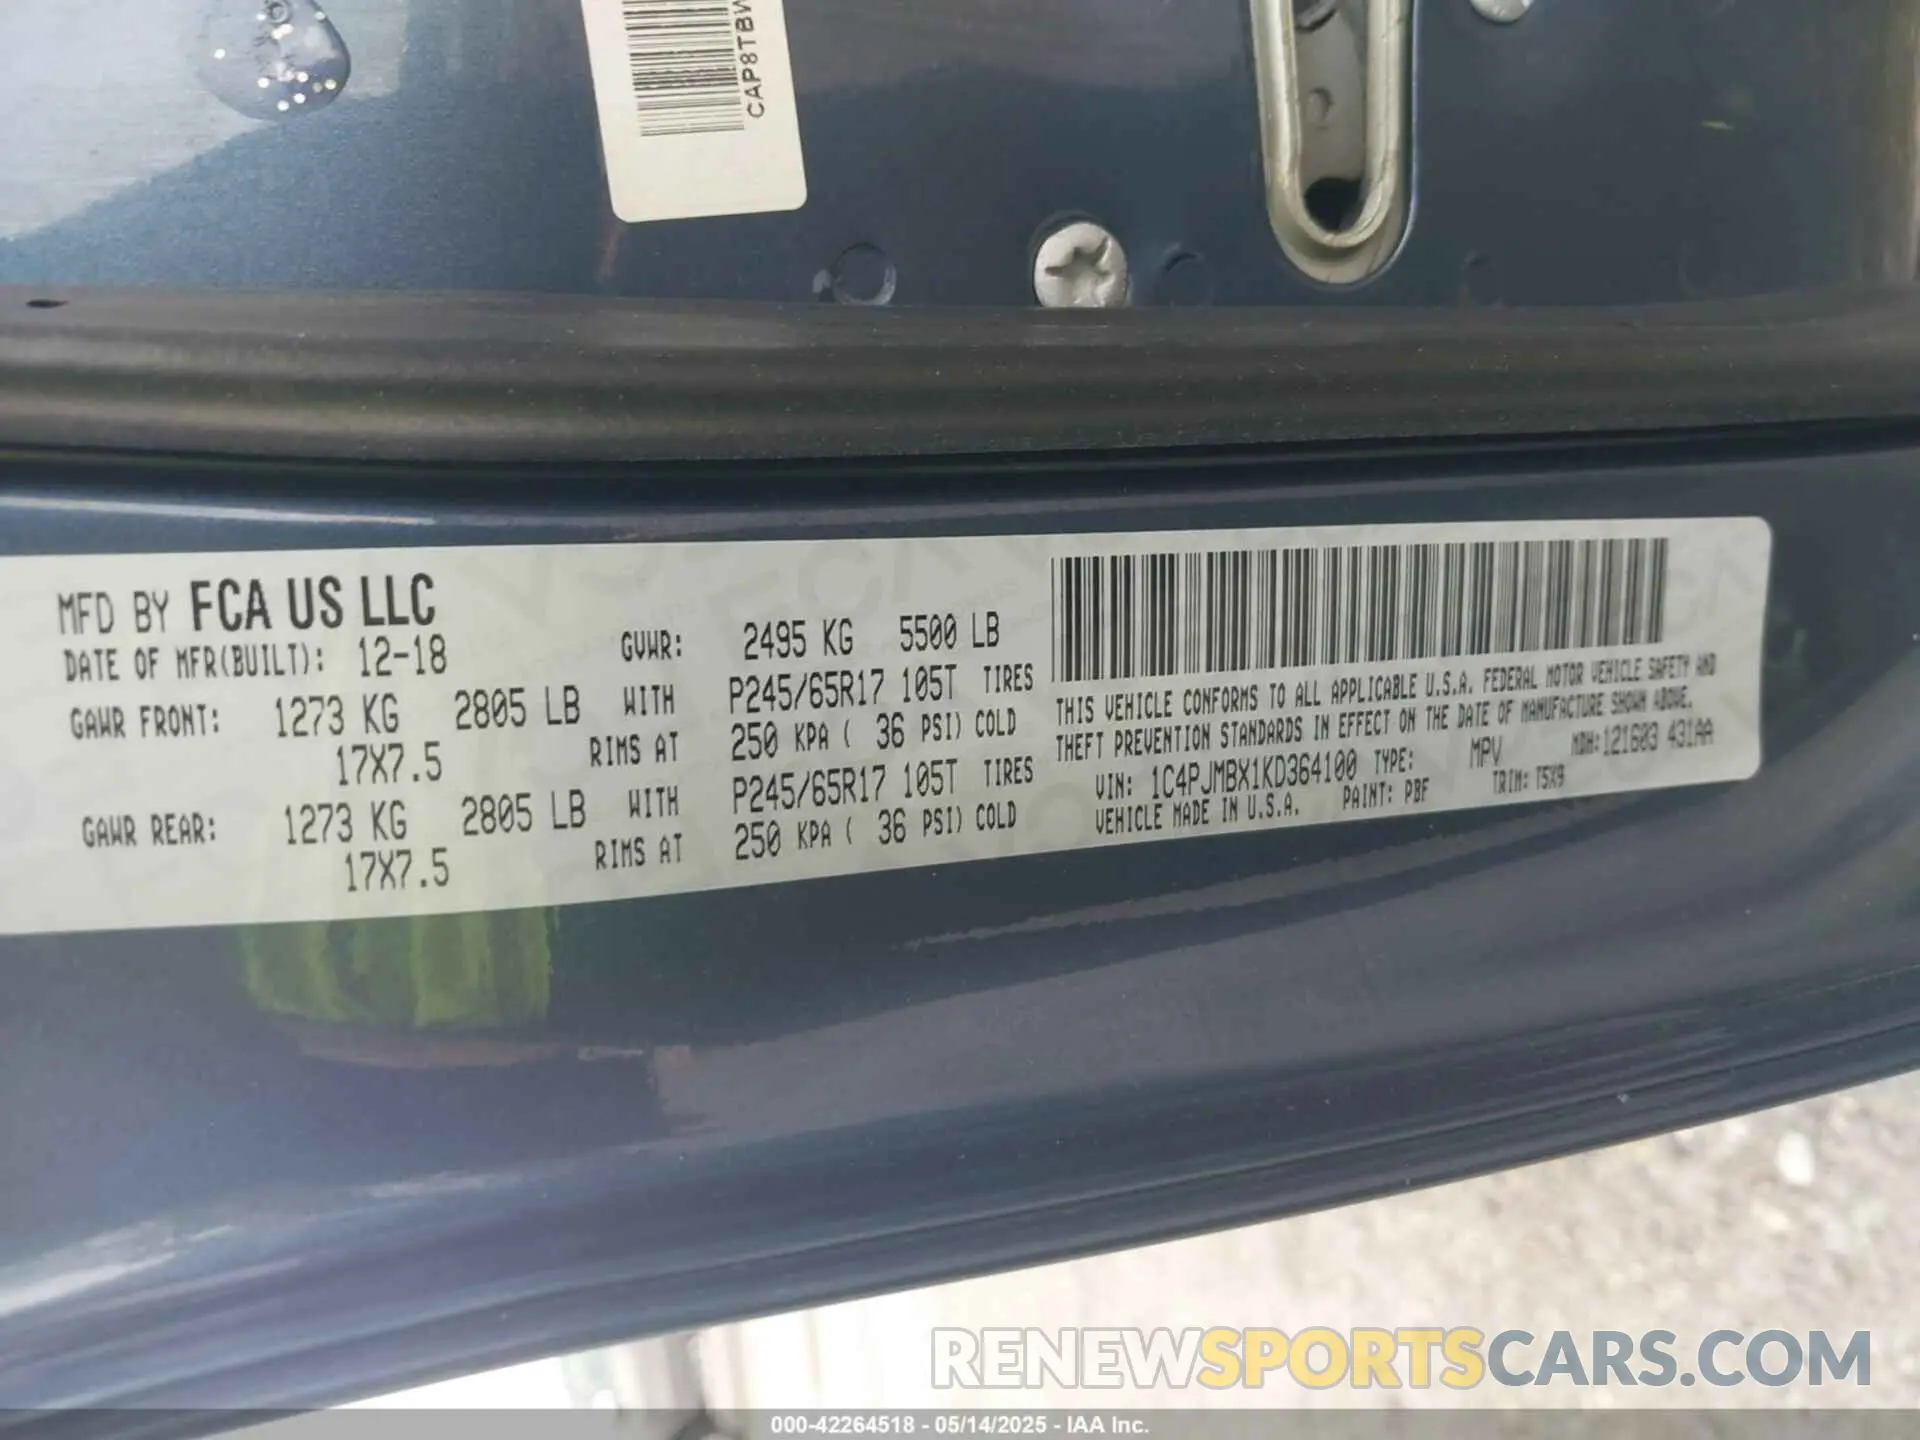 CAP8TBW
MFD BY FCA US LLC
DATE OF MFR(BUILT): 12-18
GVWR: 2495 KG 5500 LB
GAWR FRONT: 1273 KG 2805 LB WITH P245/65R17 105T TIRES
17X7.5 RIMS AT 250 KPA ( 36 PSI) COLD
GAWR REAR: 1273 KG 2805 LB WITH P245/65R17 105T TIRES
17X7.5 RIMS AT 250 KPA ( 36 PSI) COLD
THIS VEHICLE CONFORMS TO ALL APPLICABLE U.S.A. FEDERAL MOTOR VEHICLE SAFETY AND
THEFT PREVENTION STANDARDS IN EFFECT ON THE DATE OF MANUFACTURE SHOWN ABOVE.
VIN: 1C4PJMBX1KD364100 TYPE: MPV MDH:121603 431AA
VEHICLE MADE IN U.S.A. PAINT: PBF TRIM: T5X9
RENEWSPORTSCARS.COM
000-42264518 - 05/14/2025 - IAA Inc.